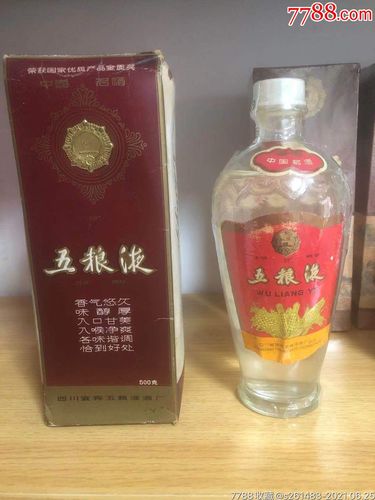 7788.com
荣获国家优质产品金质奖
中国 名酒
五粮液
香气悠久
味醇厚
入口甘美
入喉净爽
各味谐调
恰到好处
500克
四川宜宾五粮液酒厂
中国名酒
五粮液
WU LIANG YE
7788收藏@s261483-2021.06.25